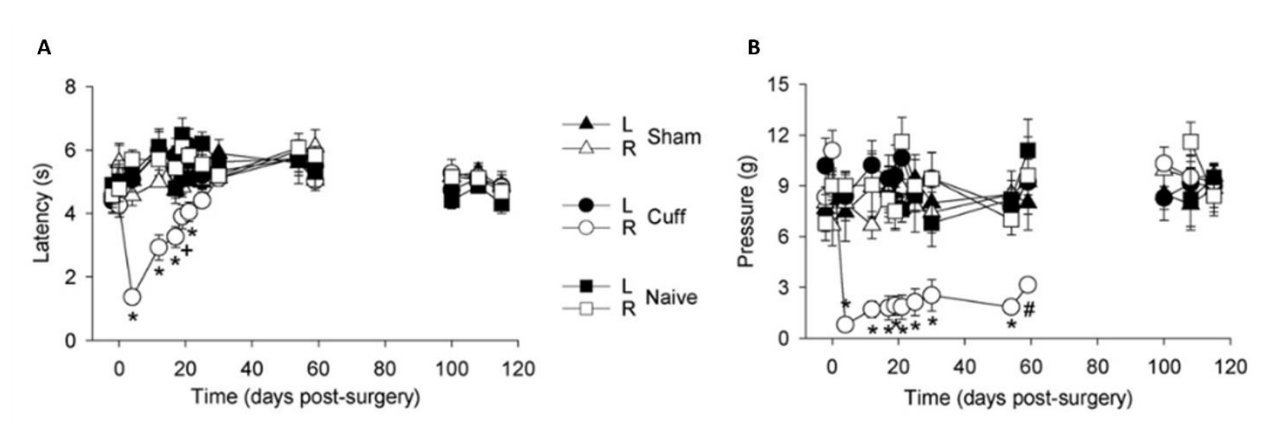 A
B
8
6
4
2
0
Latency (s)
0 20 40 60 80 100 120
Time (days post-surgery)
* * * + *
L
R
Sham
L
R
Cuff
L
R
Naive
15
12
9
6
3
0
Pressure (g)
0 20 40 60 80 100 120
Time (days post-surgery)
* * * * * * * * #